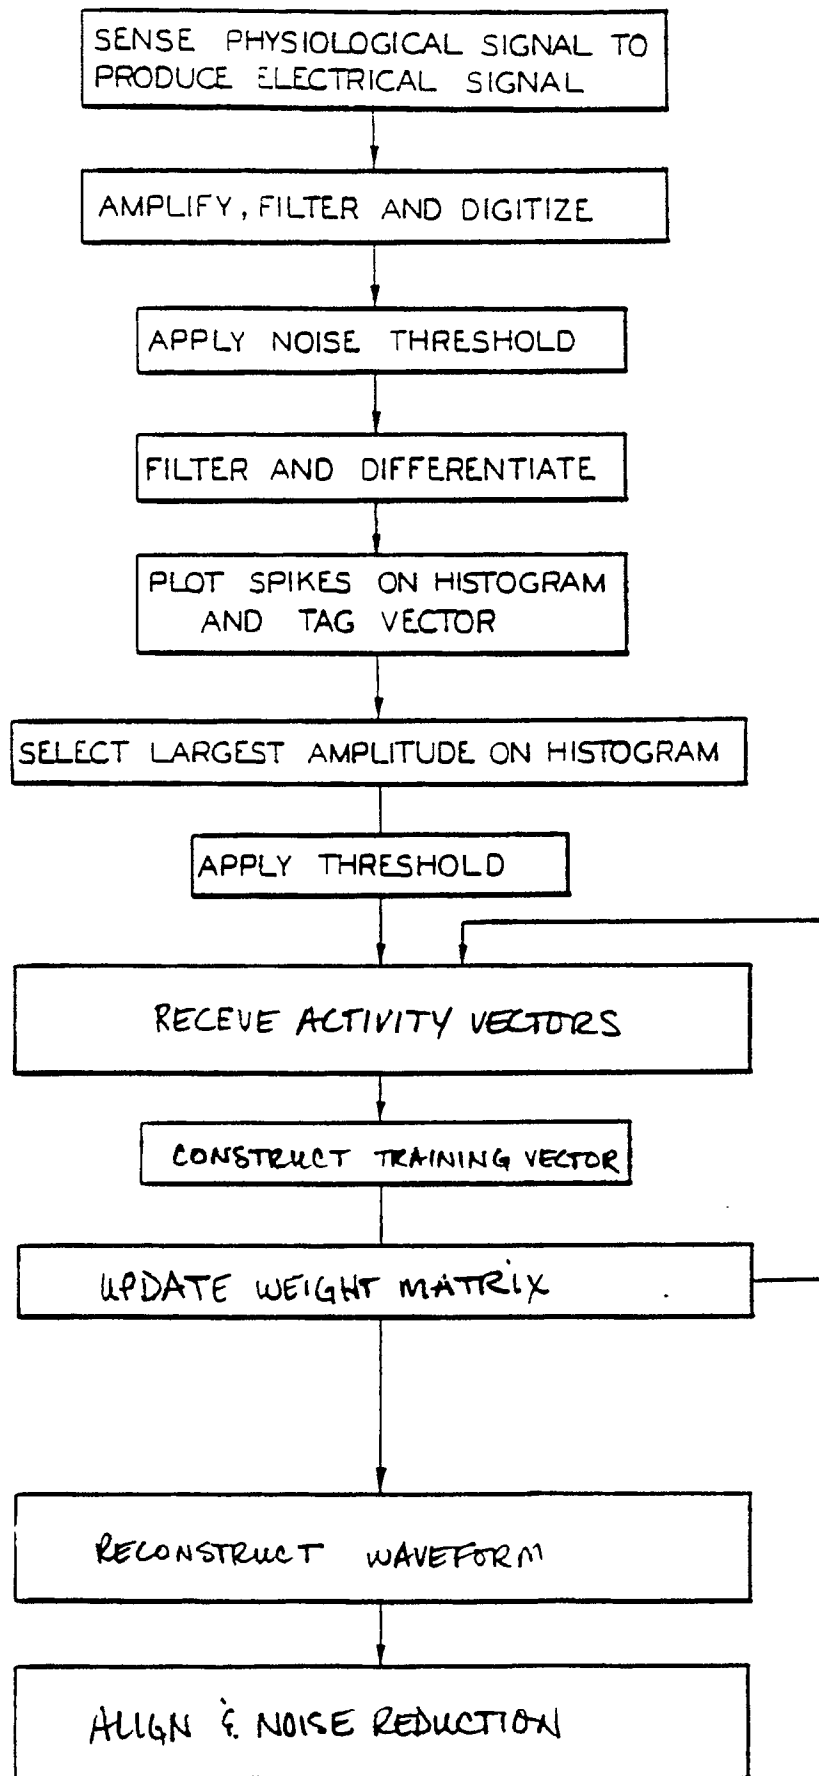 SENSE PHYSIOLOGICAL SIGNAL TO
PRODUCE ELECTRICAL SIGNAL
AMPLIFY, FILTER AND DIGITIZE
APPLY NOISE THRESHOLD
FILTER AND DIFFERENTIATE
PLOT SPIKES ON HISTOGRAM
AND TAG VECTOR
SELECT LARGEST AMPLITUDE ON HISTOGRAM
APPLY THRESHOLD
RECEVE ACTIVITY VECTORS
CONSTRUCT TRAINING VECTOR
UPDATE WEIGHT MATRIX
RECONSTRUCT WAVEFORM
ALIGN & NOISE REDUCTION